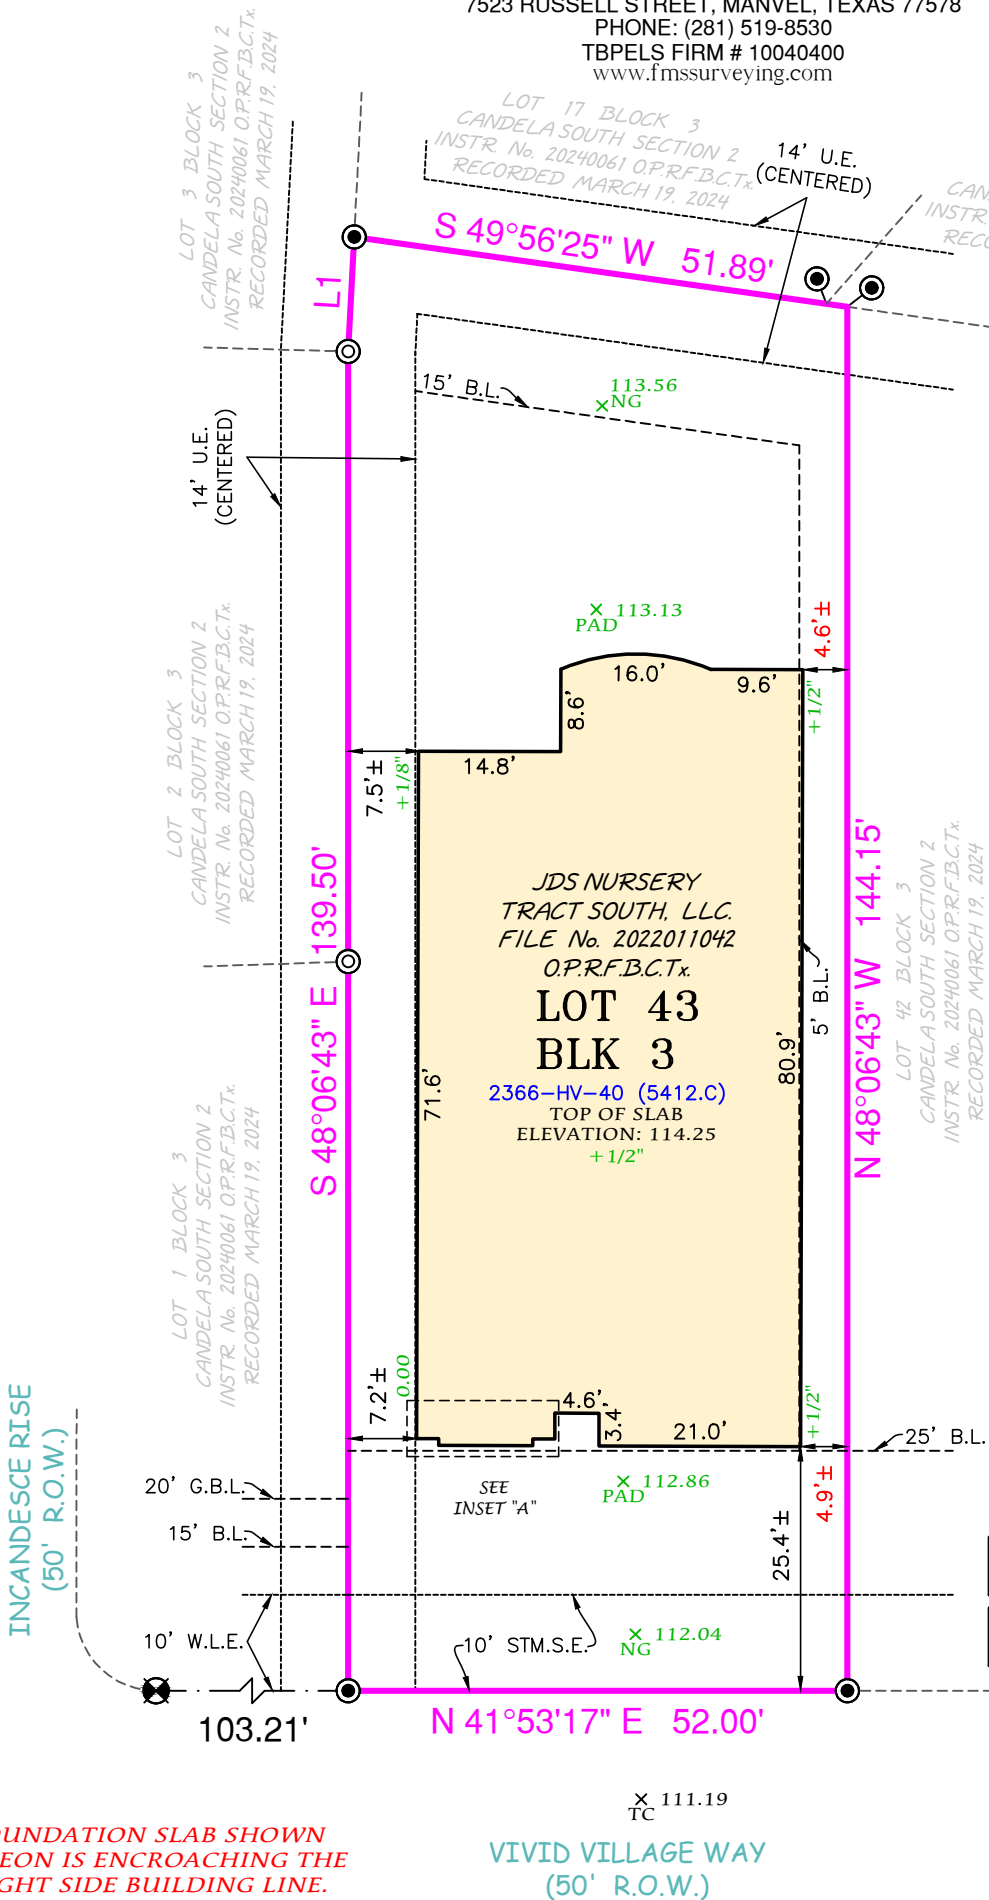 7523 RUSSELL STREET, MANVEL, TEXAS 77578
PHONE: (281) 519-8530
TBPELS FIRM # 10040400
www.fmssurveying.com
LOT 3 BLOCK 3
CANDELA SOUTH SECTION 2
INSTR. No. 20240061 O.P.R.F.B.C.Tx.
RECORDED MARCH 19, 2024
LOT 17 BLOCK 3
CANDELA SOUTH SECTION 2
INSTR. No. 20240061 O.P.R.F.B.C.Tx.
RECORDED MARCH 19, 2024
14' U.E.
(CENTERED)
INSTR.
S 49°56'25" W 51.89'
L1
15' B.L.
113.56
NG
14' U.E.
(CENTERED)
113.13
PAD
4.6'±
+1/2"
16.0'
9.6'
8.6'
14.8'
7.5'±
+1/8"
LOT 2 BLOCK 3
CANDELA SOUTH SECTION 2
INSTR. No. 20240061 O.P.R.F.B.C.Tx.
RECORDED MARCH 19, 2024
S 48°06'43" E 139.50'
JDS NURSERY
TRACT SOUTH, LLC.
FILE No. 2022011042
O.P.R.F.B.C.Tx.
LOT 43
BLK 3
2366-HV-40 (5412.C)
TOP OF SLAB
ELEVATION: 114.25
+1/2"
71.6'
80.9'
5' B.L.
N 48°06'43" W 144.15'
LOT 42 BLOCK 3
CANDELA SOUTH SECTION 2
INSTR. No. 20240061 O.P.R.F.B.C.Tx.
RECORDED MARCH 19, 2024
LOT 1 BLOCK 3
CANDELA SOUTH SECTION 2
INSTR. No. 20240061 O.P.R.F.B.C.Tx.
RECORDED MARCH 19, 2024
7.2'±
0.00
4.6'
3.4'
21.0'
+1/2"
25' B.L.
4.9'±
SEE
INSET "A"
112.86
PAD
25.4'±
20' G.B.L.
15' B.L.
INCANDESCE RISE
(50' R.O.W.)
10' W.L.E.
10' STM.S.E.
112.04
NG
103.21'
N 41°53'17" E 52.00'
111.19
TC
VIVID VILLAGE WAY
(50' R.O.W.)
SLAB SHOWN
IS ENCROACHING THE
SIDE BUILDING LINE.